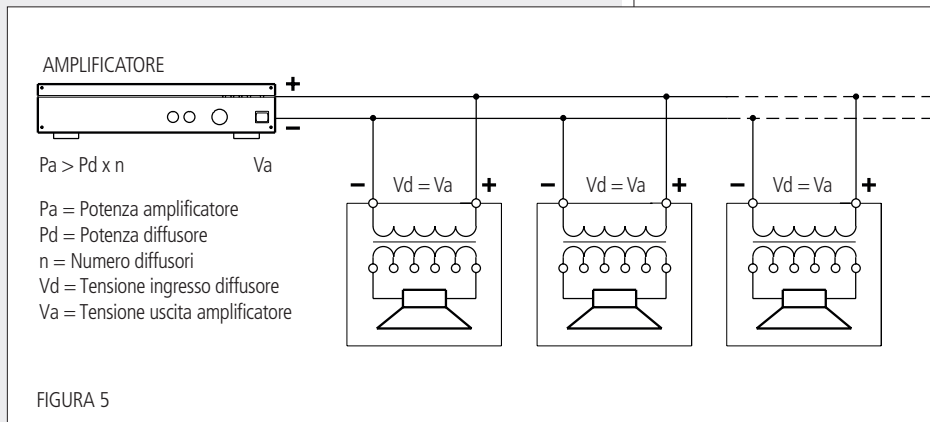 AMPLIFICATORE
+
−
Pa > Pd x n Va
− Vd = Va + − Vd = Va + − Vd = Va +
Pa = Potenza amplificatore
Pd = Potenza diffusore
n = Numero diffusori
Vd = Tensione ingresso diffusore
Va = Tensione uscita amplificatore
FIGURA 5